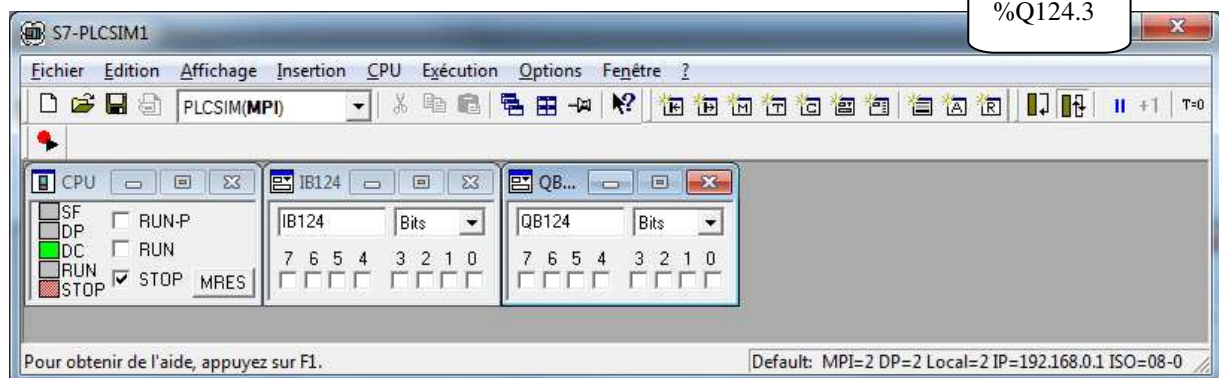 %Q124.3
S7-PLCSIM1
Fichier Edition Affichage Insertion CPU Exécution Options Fenêtre ?
PLCSIM(MPI) +1 T=0
CPU
SF
DP
DC
RUN
STOP
RUN-P
RUN
STOP MRES
IB124
IB124 Bits
7 6 5 4 3 2 1 0
QB...
QB124 Bits
7 6 5 4 3 2 1 0
Pour obtenir de l'aide, appuyez sur F1.
Default: MPI=2 DP=2 Local=2 IP=192.168.0.1 ISO=08-0